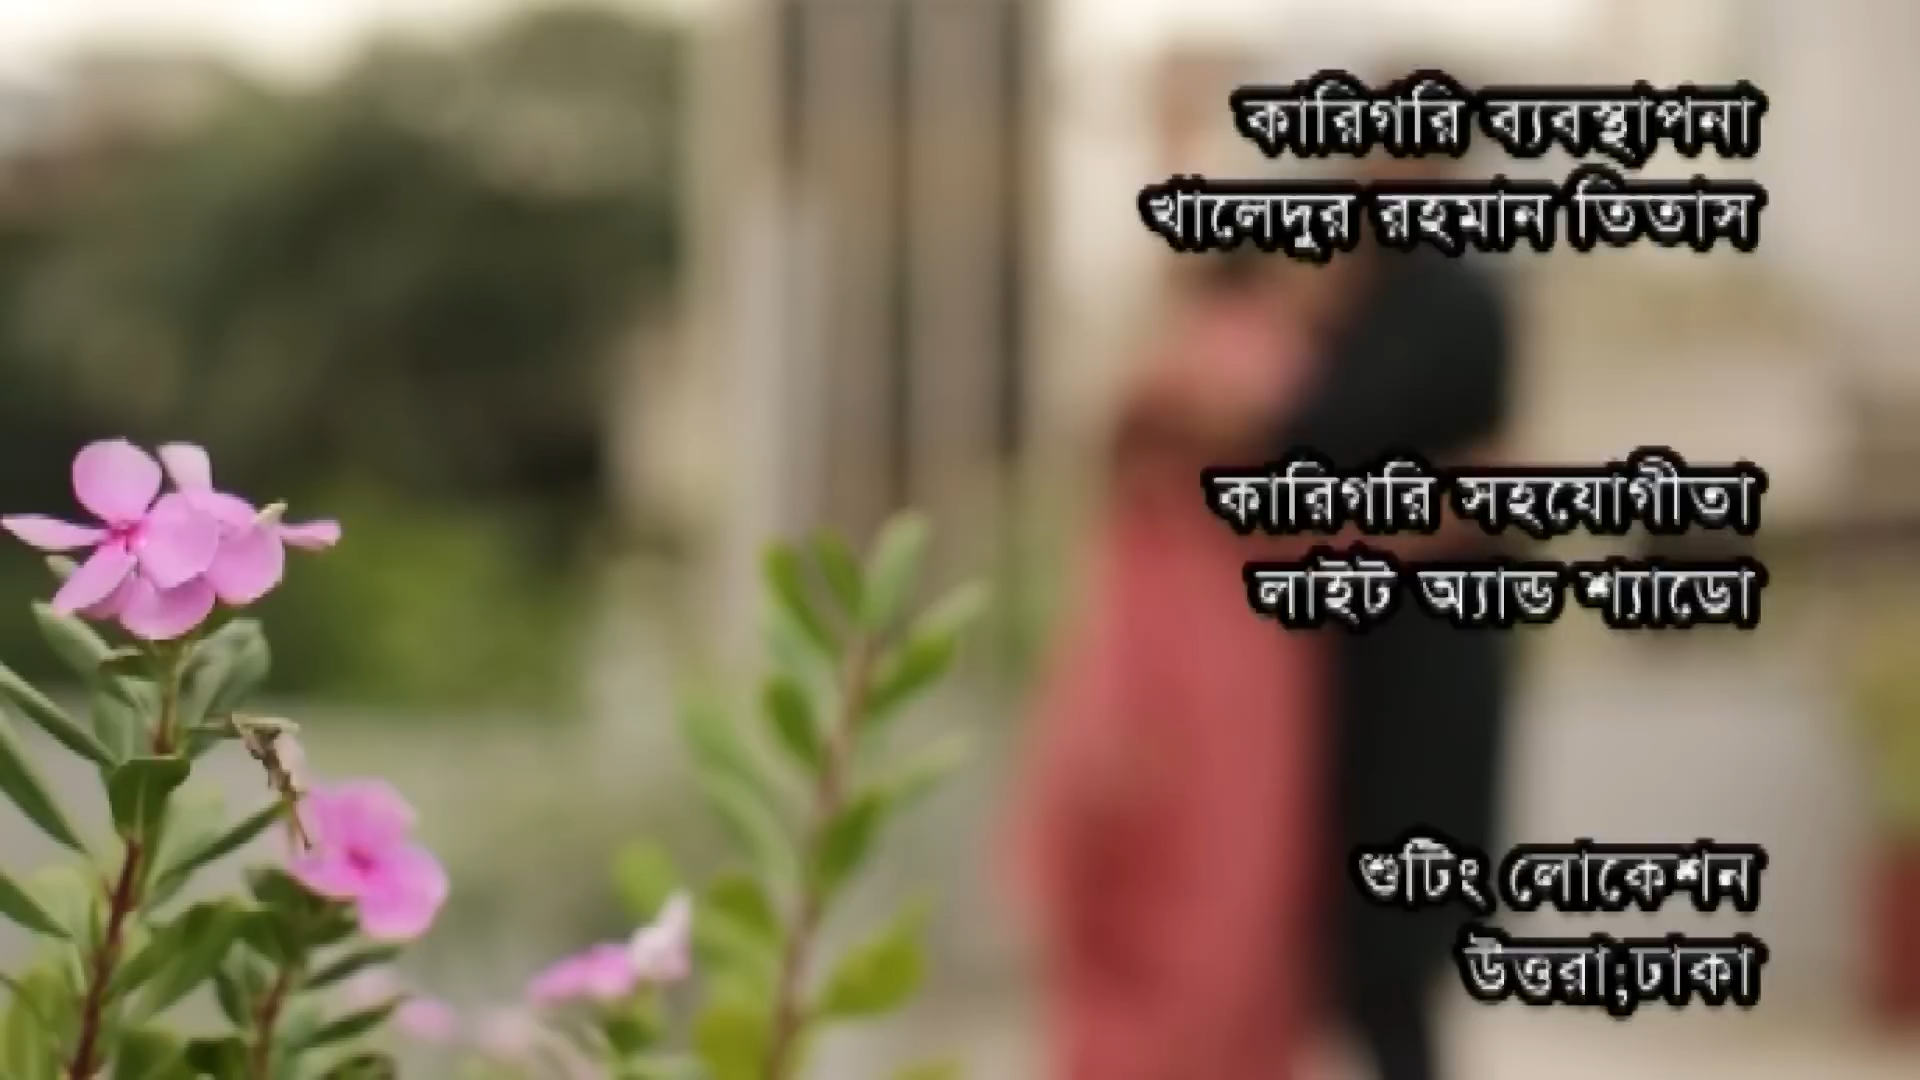 কারিগরি ব্যবস্থাপনা
খালেদুর রহমান তিতাস
কারিগরি সহযোগীতা
লাইট অ্যান্ড শ্যাডো
শুটিং লোকেশন
উত্তরা;ঢাকা